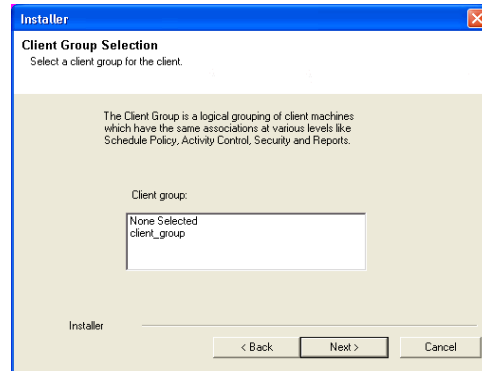 Installer
Client Group Selection
Select a client group for the client.
The Client Group is a logical grouping of client machines
which have the same associations at various levels like
Schedule Policy, Activity Control, Security and Reports.
Client group:
None Selected
client_group
Installer
< Back
Next >
Cancel